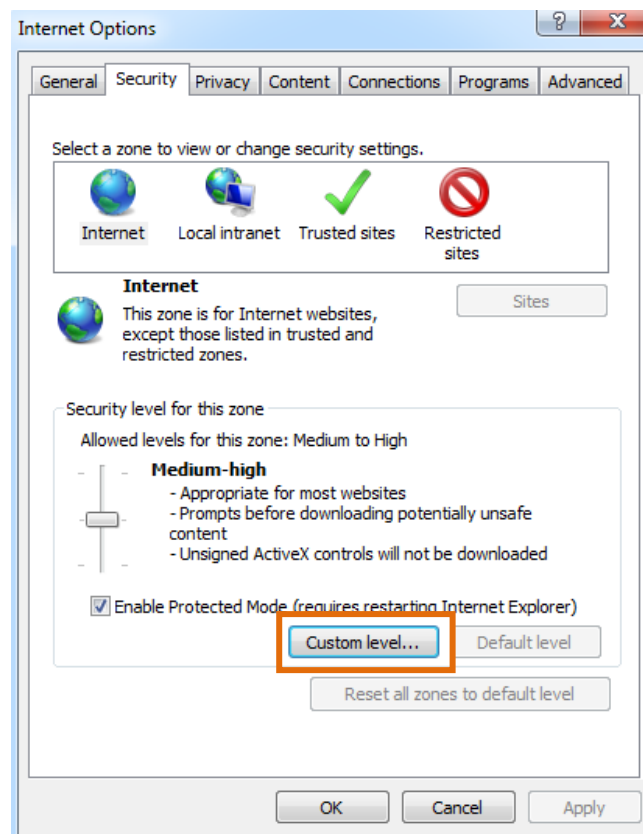 Internet Options
?
X
General Security Privacy Content Connections Programs Advanced
Select a zone to view or change security settings.
Internet Local intranet Trusted sites Restricted
sites
Internet
Sites
This zone is for Internet websites,
except those listed in trusted and
restricted zones.
Security level for this zone
Allowed levels for this zone: Medium to High
Medium-high
- Appropriate for most websites
- Prompts before downloading potentially unsafe
content
- Unsigned ActiveX controls will not be downloaded
Enable Protected Mode (requires restarting Internet Explorer)
Custom level... Default level
Reset all zones to default level
OK Cancel Apply